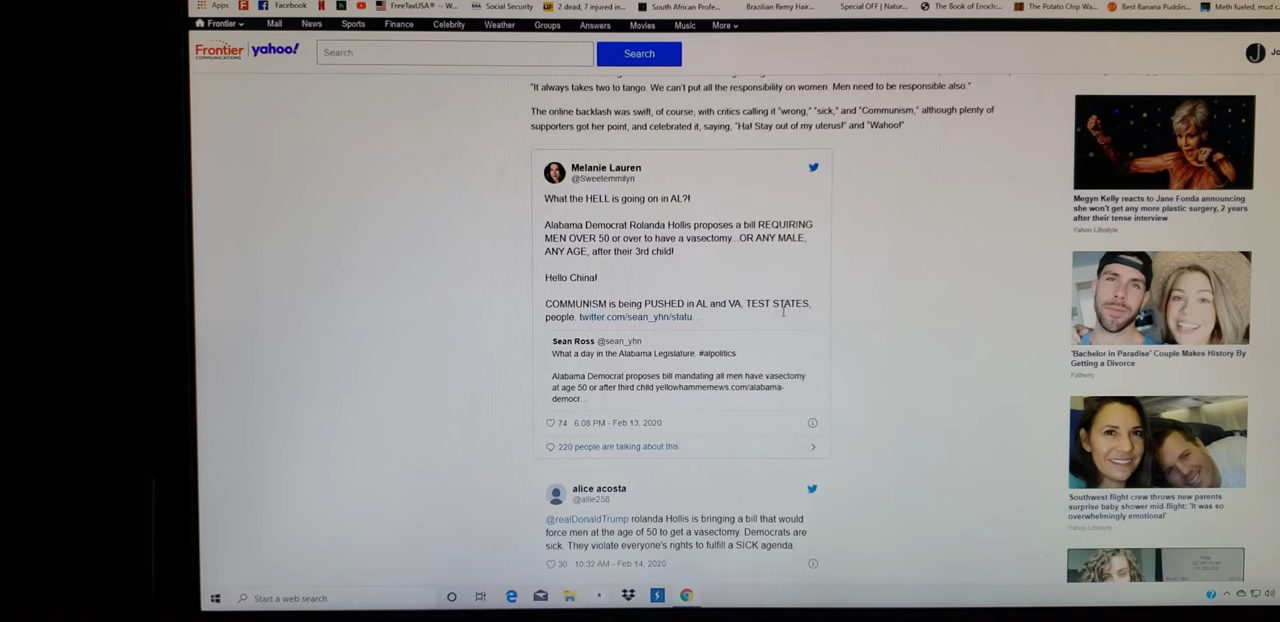 Apps
Facebook
FreeTaxUSA® -- W...
Social Security
2 dead, 7 injured in...
South African Profe...
Brazilian Remy Hair...
Special OFF | Natur...
The Book of Enoch:...
The Potato Chip Wa...
Best Banana Puddin...
Meth fueled, mud c
Frontier
Mail
News
Sports
Finance
Celebrity
Weather
Groups
Answers
Movies
Music
More
Frontier yahoo!
COMMUNICATIONS
Search
Search
Jo
"It always takes two to tango. We can't put all the responsibility on women. Men need to be responsible also."
The online backlash was swift, of course, with critics calling it "wrong," "sick," and "Communism," although plenty of
supporters got her point, and celebrated it, saying, "Ha! Stay out of my uterus!" and "Wahoo!"
Melanie Lauren
@Sweetemmilyn
What the HELL is going on in AL?!
Alabama Democrat Rolanda Hollis proposes a bill REQUIRING
MEN OVER 50 or over to have a vasectomy...OR ANY MALE,
ANY AGE, after their 3rd child!
Hello China!
COMMUNISM is being PUSHED in AL and VA, TEST STATES,
people. twitter.com/sean_yhn/statu...
Sean Ross @sean_yhn
What a day in the Alabama Legislature. #alpolitics
Alabama Democrat proposes bill mandating all men have vasectomy
at age 50 or after third child yellowhammernews.com/alabama-
democr...
74 6:08 PM - Feb 13, 2020
220 people are talking about this
alice acosta
@allie258
@realDonaldTrump rolanda Hollis is bringing a bill that would
force men at the age of 50 to get a vasectomy. Democrats are
sick. They violate everyone's rights to fulfill a SICK agenda.
30 10:32 AM - Feb 14, 2020
Megyn Kelly reacts to Jane Fonda announcing
she won't get any more plastic surgery, 2 years
after their tense interview
Yahoo Lifestyle
'Bachelor in Paradise' Couple Makes History By
Getting a Divorce
Fatherly
Southwest flight crew throws new parents
surprise baby shower mid-flight: 'It was so
overwhelmingly emotional'
Yahoo Lifestyle
Start a web search